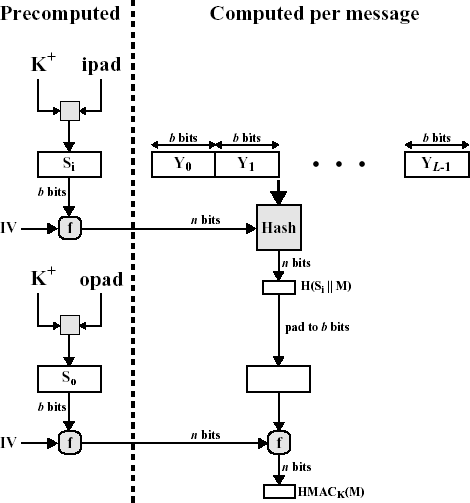 Precomputed
Computed per message
K+ ipad
b bits b bits b bits
Si Y0 Y1 • • • YL-1
b bits
IV f n bits Hash
n bits
K+ opad H(Si || M)
pad to b bits
So
b bits
IV f n bits f
n bits
HMACK(M)